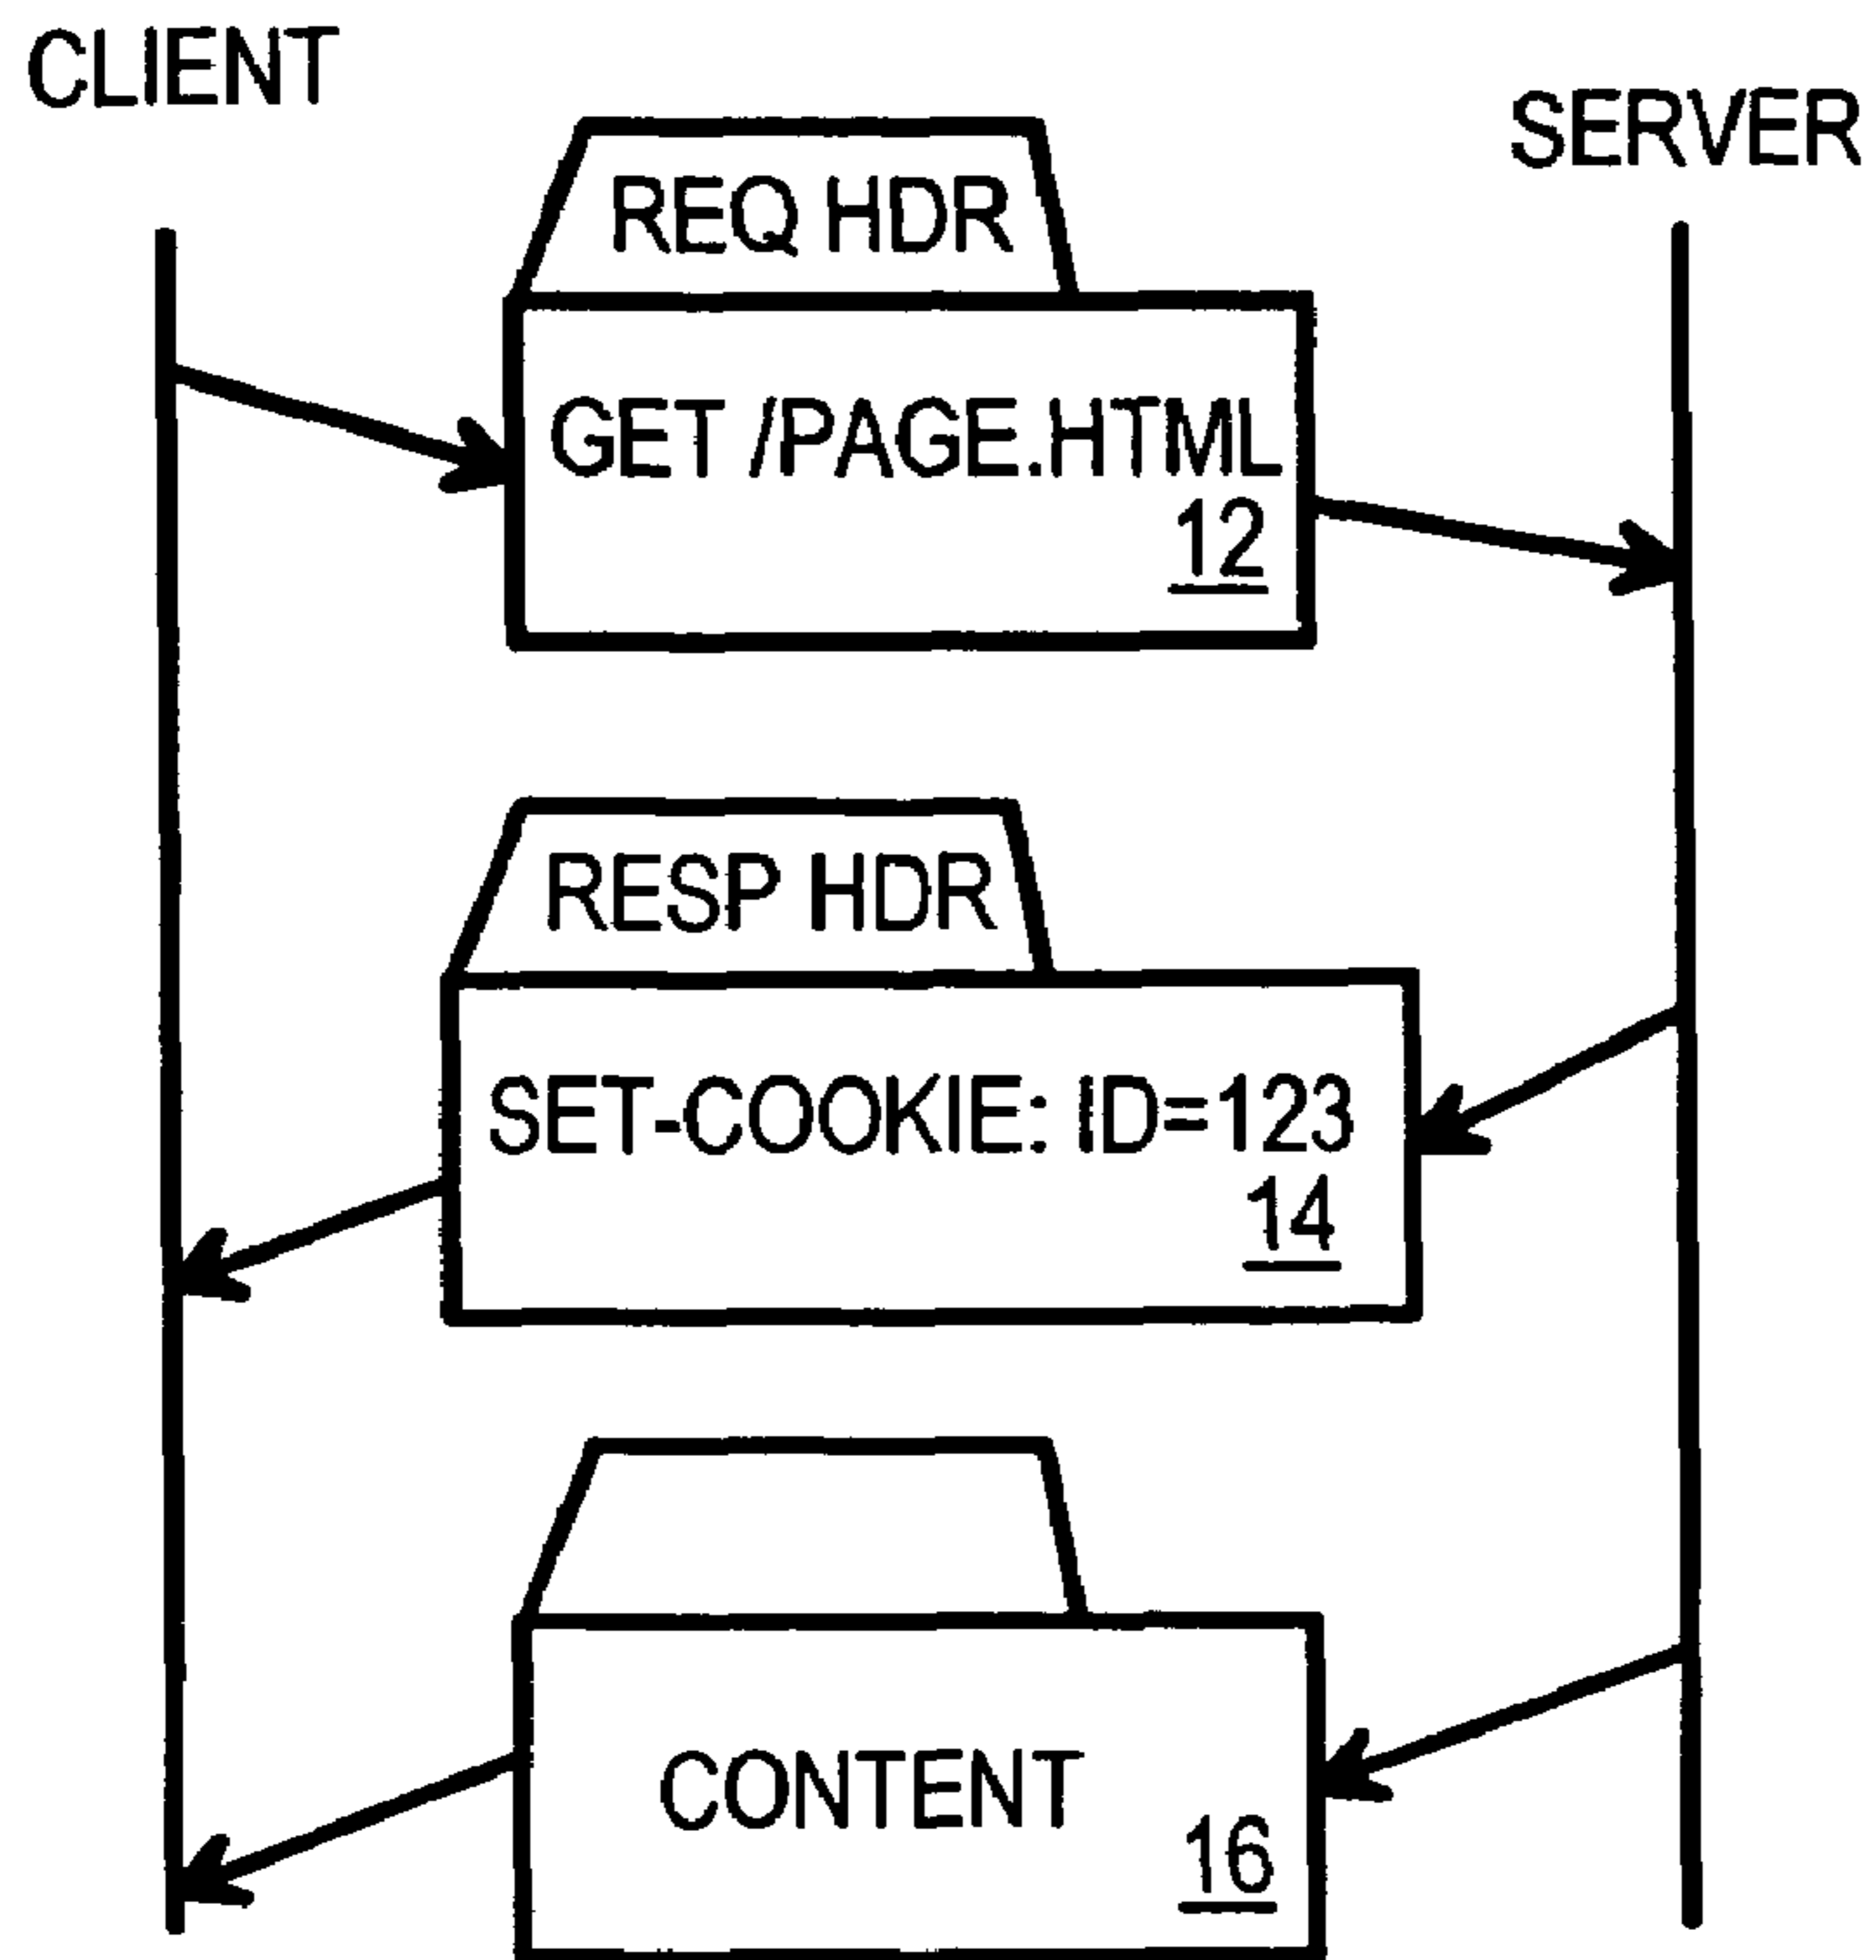 CLIENT
SERVER
REQ HDR
GET /PAGE.HTML
12
RESP HDR
SET-COOKIE: ID=123
14
CONTENT
16